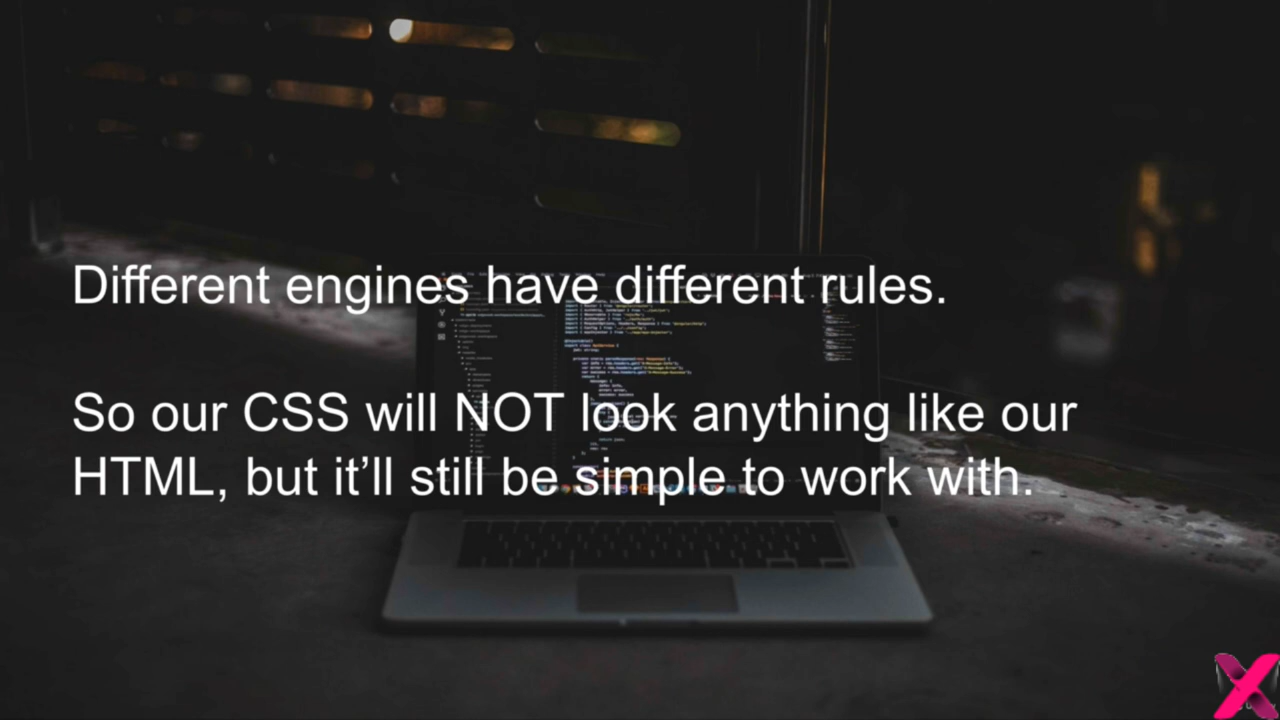 Different engines have different rules.
So our CSS will NOT look anything like our
HTML, but it’ll still be simple to work with.